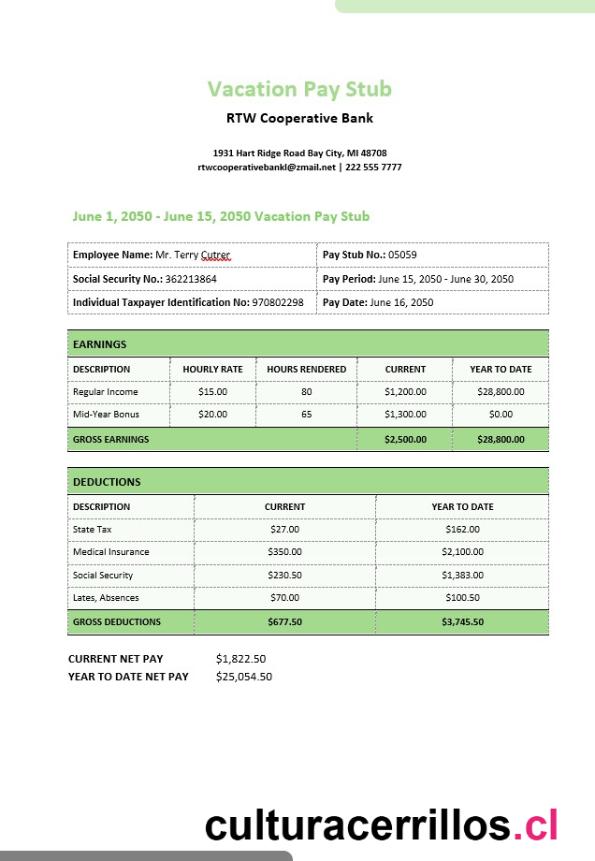 Vacation Pay Stub
RTW Cooperative Bank
1931 Hart Ridge Road Bay City, MI 48708
rtwcooperativebankl@zmail.net | 222 555 7777
June 1, 2050 - June 15, 2050 Vacation Pay Stub
Employee Name: Mr. Terry Cutrer Pay Stub No.: 05059
Social Security No.: 362213864 Pay Period: June 15, 2050 - June 30, 2050
Individual Taxpayer Identification No: 970802298 Pay Date: June 16, 2050
EARNINGS
DESCRIPTION HOURLY RATE HOURS RENDERED CURRENT YEAR TO DATE
Regular Income $15.00 80 $1,200.00 $28,800.00
Mid-Year Bonus $20.00 65 $1,300.00 $0.00
GROSS EARNINGS $2,500.00 $28,800.00
DEDUCTIONS
DESCRIPTION CURRENT YEAR TO DATE
State Tax $27.00 $162.00
Medical Insurance $350.00 $2,100.00
Social Security $230.50 $1,383.00
Lates, Absences $70.00 $100.50
GROSS DEDUCTIONS $677.50 $3,745.50
CURRENT NET PAY $1,822.50
YEAR TO DATE NET PAY $25,054.50
culturacerrillos.cl